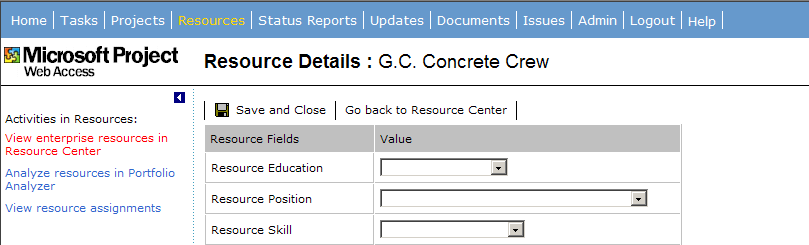 Home Tasks Projects Resources Status Reports Updates Documents Issues Admin Logout Help
Microsoft Project
Web Access
Resource Details : G.C. Concrete Crew
Activities in Resources:
View enterprise resources in
Resource Center
Analyze resources in Portfolio
Analyzer
View resource assignments
Save and Close Go back to Resource Center
Resource Fields Value
Resource Education
Resource Position
Resource Skill